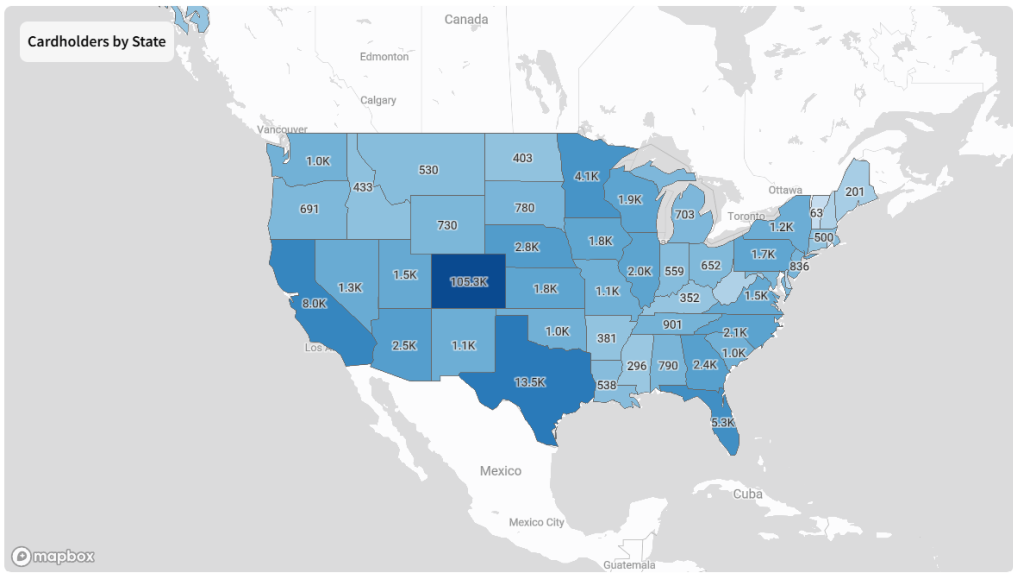 Canada
Cardholders by State
Edmonton
Calgary
Vancouver
1.0K
530
403
4.1K
433
1.9K
Ottawa
201
691
780
703
63
Toronto
730
1.2K
500
2.8K
1.8K
1.7K
1.5K
105.3K
2.0K
559
652
836
1.3K
1.8K
1.1K
352
1.5K
8.0K
901
1.0K
2.1K
Los A
2.5K
1.1K
381
1.0K
296
790
2.4K
13.5K
538
5.3K
Mexico
Cuba
Mexico City
mapbox
Guatemala